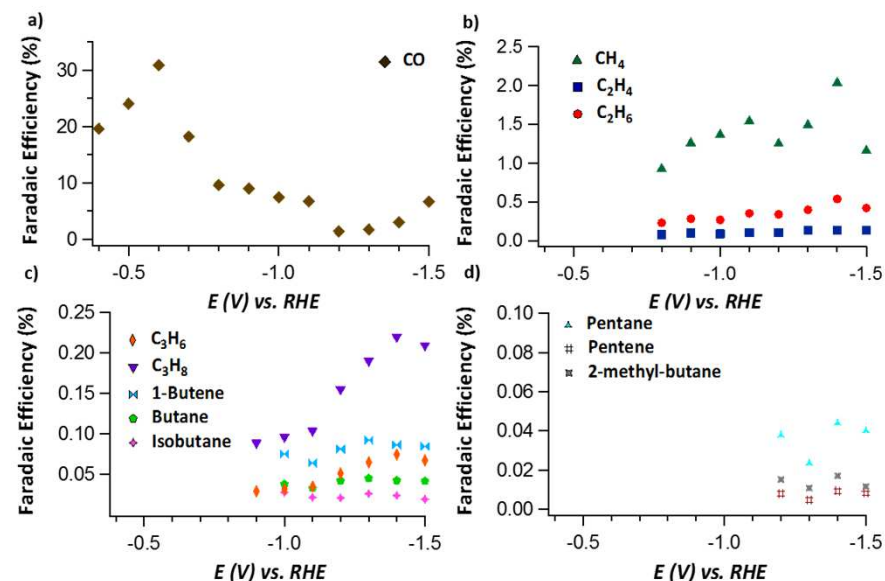 a)
Faradaic Efficiency (%)
30
20
10
0
CO
-0.5
-1.0
-1.5
E (V) vs. RHE
b)
Faradaic Efficiency (%)
2.5
2.0
1.5
1.0
0.5
0.0
CH₄
C₂H₄
C₂H₆
-0.5
-1.0
-1.5
E (V) vs. RHE
c)
Faradaic Efficiency (%)
0.25
0.20
0.15
0.10
0.05
C₃H₆
C₃H₈
1-Butene
Butane
Isobutane
-0.5
-1.0
-1.5
E (V) vs. RHE
d)
Faradaic Efficiency (%)
0.10
0.08
0.06
0.04
0.02
0.00
Pentane
Pentene
2-methyl-butane
-0.5
-1.0
-1.5
E (V) vs. RHE